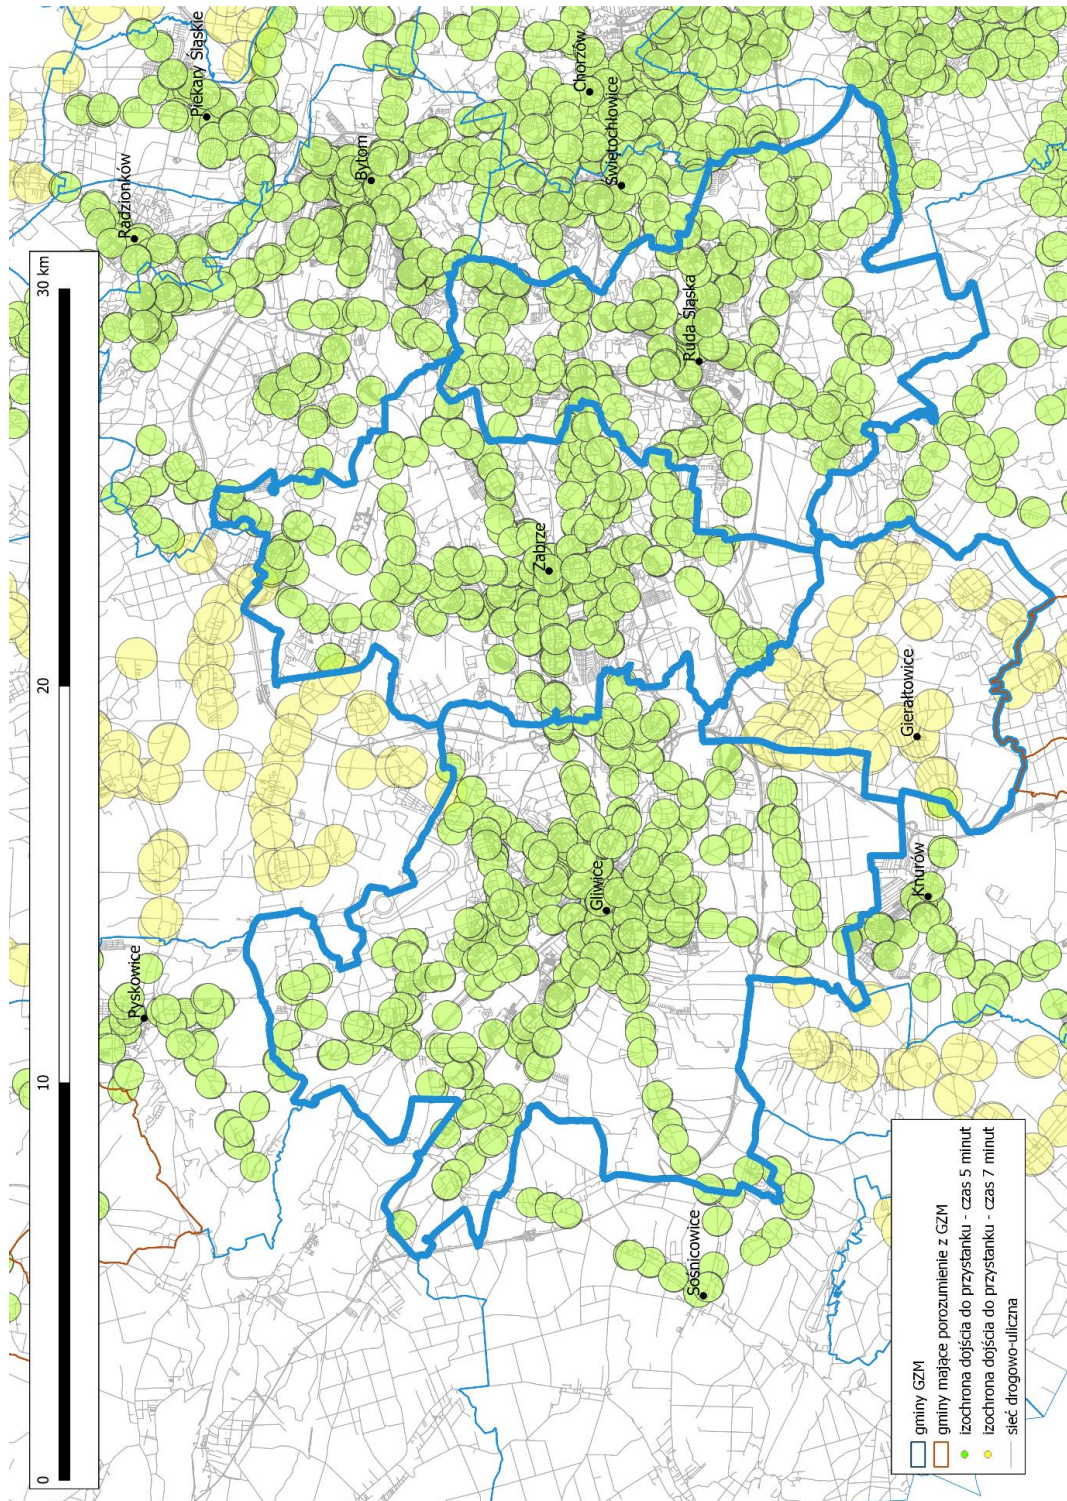 0
10
20
30 km
Pyskowice
Radzionków
Piekary Śląskie
Bytom
Zabrze
Chorzów
Świętochłowice
Gliwice
Ruda Śląska
Sośnicowice
Knurów
Gierałtowice
gminy GZM
gminy mające porozumienie z GZM
izochrona dojścia do przystanku - czas 5 minut
izochrona dojścia do przystanku - czas 7 minut
sieć drogowo-uliczna